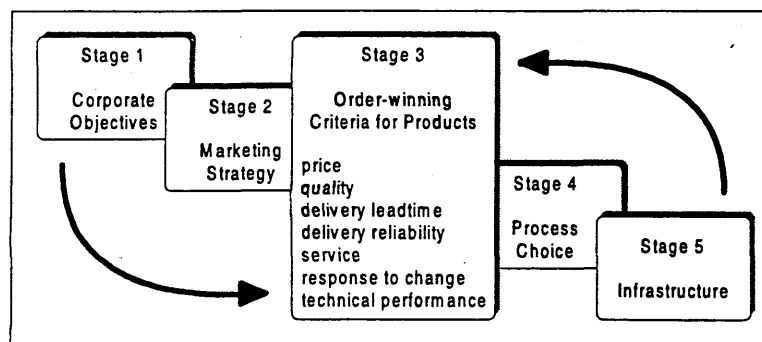 Stage 1
Corporate
Objectives
Stage 2
Marketing
Strategy
Stage 3
Order-winning
Criteria for Products
price
quality
delivery leadtime
delivery reliability
service
response to change
technical performance
Stage 4
Process
Choice
Stage 5
Infrastructure